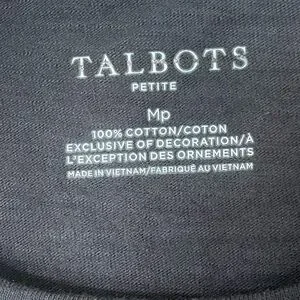 TALBOTS
PETITE
Mp
100% COTTON/COTON
EXCLUSIVE OF DECORATION/À
L'EXCEPTION DES ORNEMENTS
MADE IN VIETNAM/FABRIQUÉ AU VIETNAM